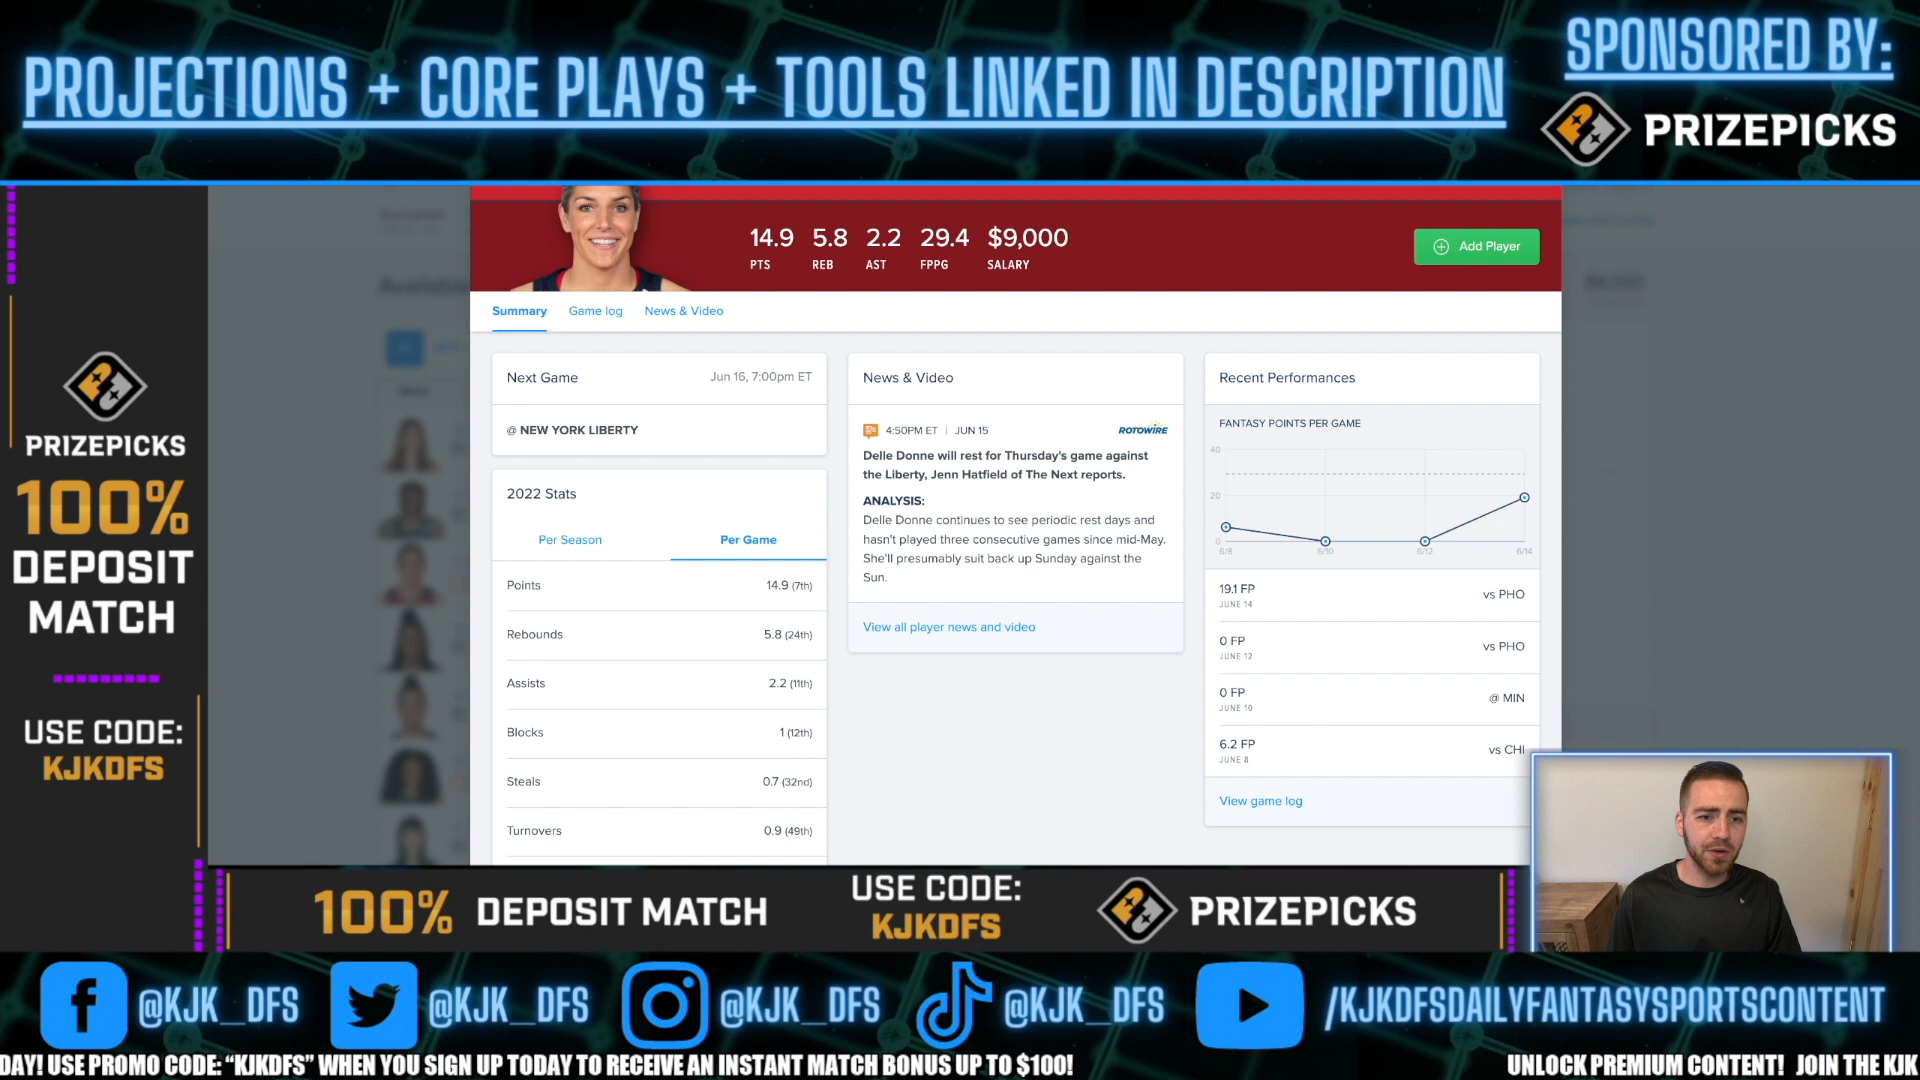 PROJECTIONS + CORE PLAYS + TOOLS LINKED IN DESCRIPTION
SPONSORED BY:
PRIZEPICKS
14.9 5.8 2.2 29.4 $9,000
PTS REB AST FPPG SALARY
Add Player
Summary Game log News & Video
Next Game Jun 16, 7:00pm ET
@ NEW YORK LIBERTY
2022 Stats
Per Season Per Game
Points 14.9 (7th)
Rebounds 5.8 (24th)
Assists 2.2 (11th)
Blocks 1 (12th)
Steals 0.7 (32nd)
Turnovers 0.9 (49th)
News & Video
4:50PM ET | JUN 15 ROTOWIRE
Delle Donne will rest for Thursday's game against
the Liberty, Jenn Hatfield of The Next reports.
ANALYSIS:
Delle Donne continues to see periodic rest days and
hasn't played three consecutive games since mid-May.
She'll presumably suit back up Sunday against the
Sun.
View all player news and video
Recent Performances
FANTASY POINTS PER GAME
40
20
0
6/8 6/10 6/12 6/14
19.1 FP vs PHO
JUNE 14
0 FP vs PHO
JUNE 12
0 FP @ MIN
JUNE 10
6.2 FP vs CHI
JUNE 8
View game log
PRIZEPICKS
100%
DEPOSIT
MATCH
USE CODE:
KJKDFS
100% DEPOSIT MATCH
USE CODE:
KJKDFS
PRIZEPICKS
@KJK_DFS @KJK_DFS @KJK_DFS @KJK_DFS /KJKDFSDAILYFANTASYSPORTSCONTENT
DAY! USE PROMO CODE: “KJKDFS” WHEN YOU SIGN UP TODAY TO RECEIVE AN INSTANT MATCH BONUS UP TO $100! UNLOCK PREMIUM CONTENT! JOIN THE KJK